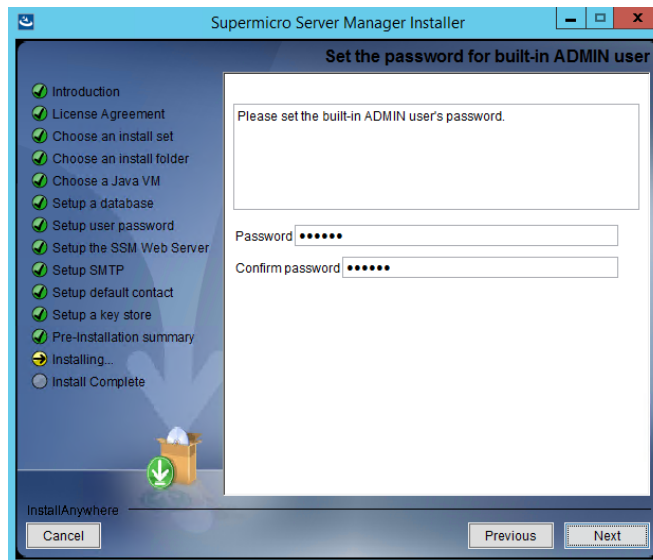 Supermicro Server Manager Installer
Set the password for built-in ADMIN user
Introduction
License Agreement
Choose an install set
Choose an install folder
Choose a Java VM
Setup a database
Setup user password
Setup the SSM Web Server
Setup SMTP
Setup default contact
Setup a key store
Pre-Installation summary
Installing...
Install Complete
Please set the built-in ADMIN user's password.
Password ••••••
Confirm password ••••••
InstallAnywhere
Cancel
Previous
Next